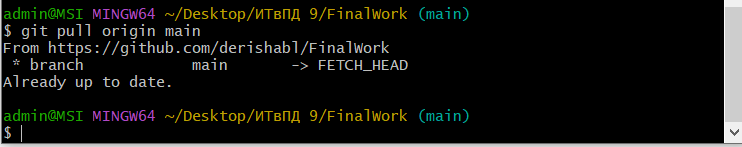 admin@MSI MINGW64 ~/Desktop/ИТвПД 9/FinalWork (main)
$ git pull origin main
From https://github.com/derishabl/FinalWork
 * branch            main       -> FETCH_HEAD
Already up to date.
admin@MSI MINGW64 ~/Desktop/ИТвПД 9/FinalWork (main)
$